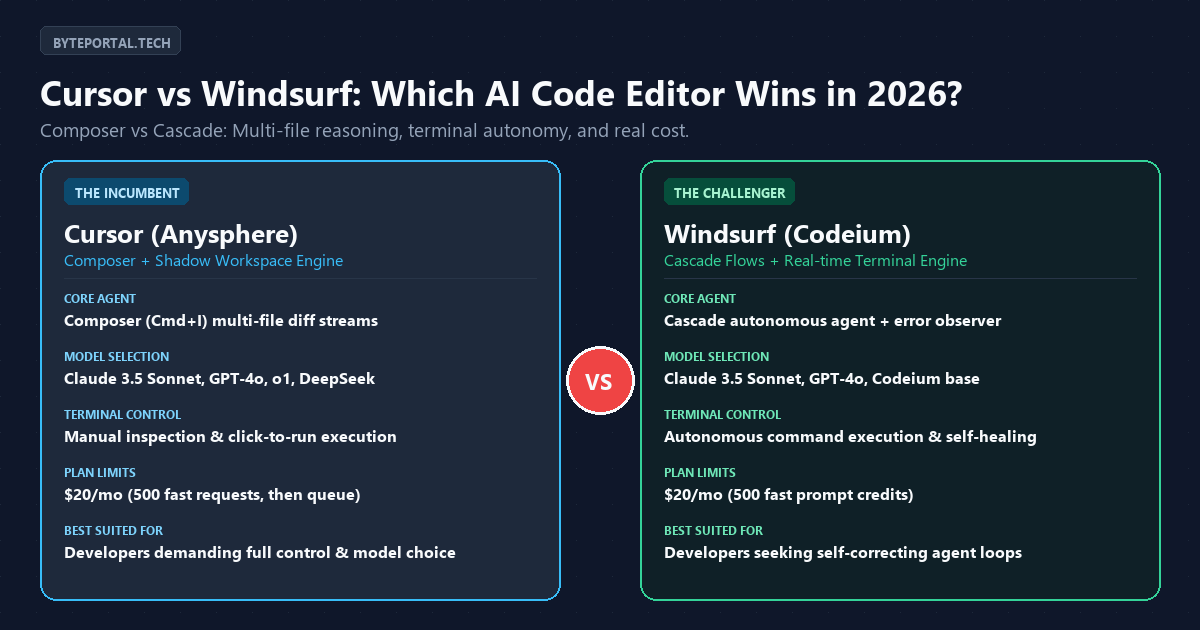 BYTEPORTAL.TECH
Cursor vs Windsurf: Which AI Code Editor Wins in 2026?
Composer vs Cascade: Multi-file reasoning, terminal autonomy, and real cost.
THE INCUMBENT
Cursor (Anysphere)
Composer + Shadow Workspace Engine
CORE AGENT
Composer (Cmd+I) multi-file diff streams
MODEL SELECTION
Claude 3.5 Sonnet, GPT-4o, o1, DeepSeek
TERMINAL CONTROL
Manual inspection & click-to-run execution
PLAN LIMITS
$20/mo (500 fast requests, then queue)
BEST SUITED FOR
Developers demanding full control & model choice
VS
THE CHALLENGER
Windsurf (Codeium)
Cascade Flows + Real-time Terminal Engine
CORE AGENT
Cascade autonomous agent + error observer
MODEL SELECTION
Claude 3.5 Sonnet, GPT-4o, Codeium base
TERMINAL CONTROL
Autonomous command execution & self-healing
PLAN LIMITS
$20/mo (500 fast prompt credits)
BEST SUITED FOR
Developers seeking self-correcting agent loops